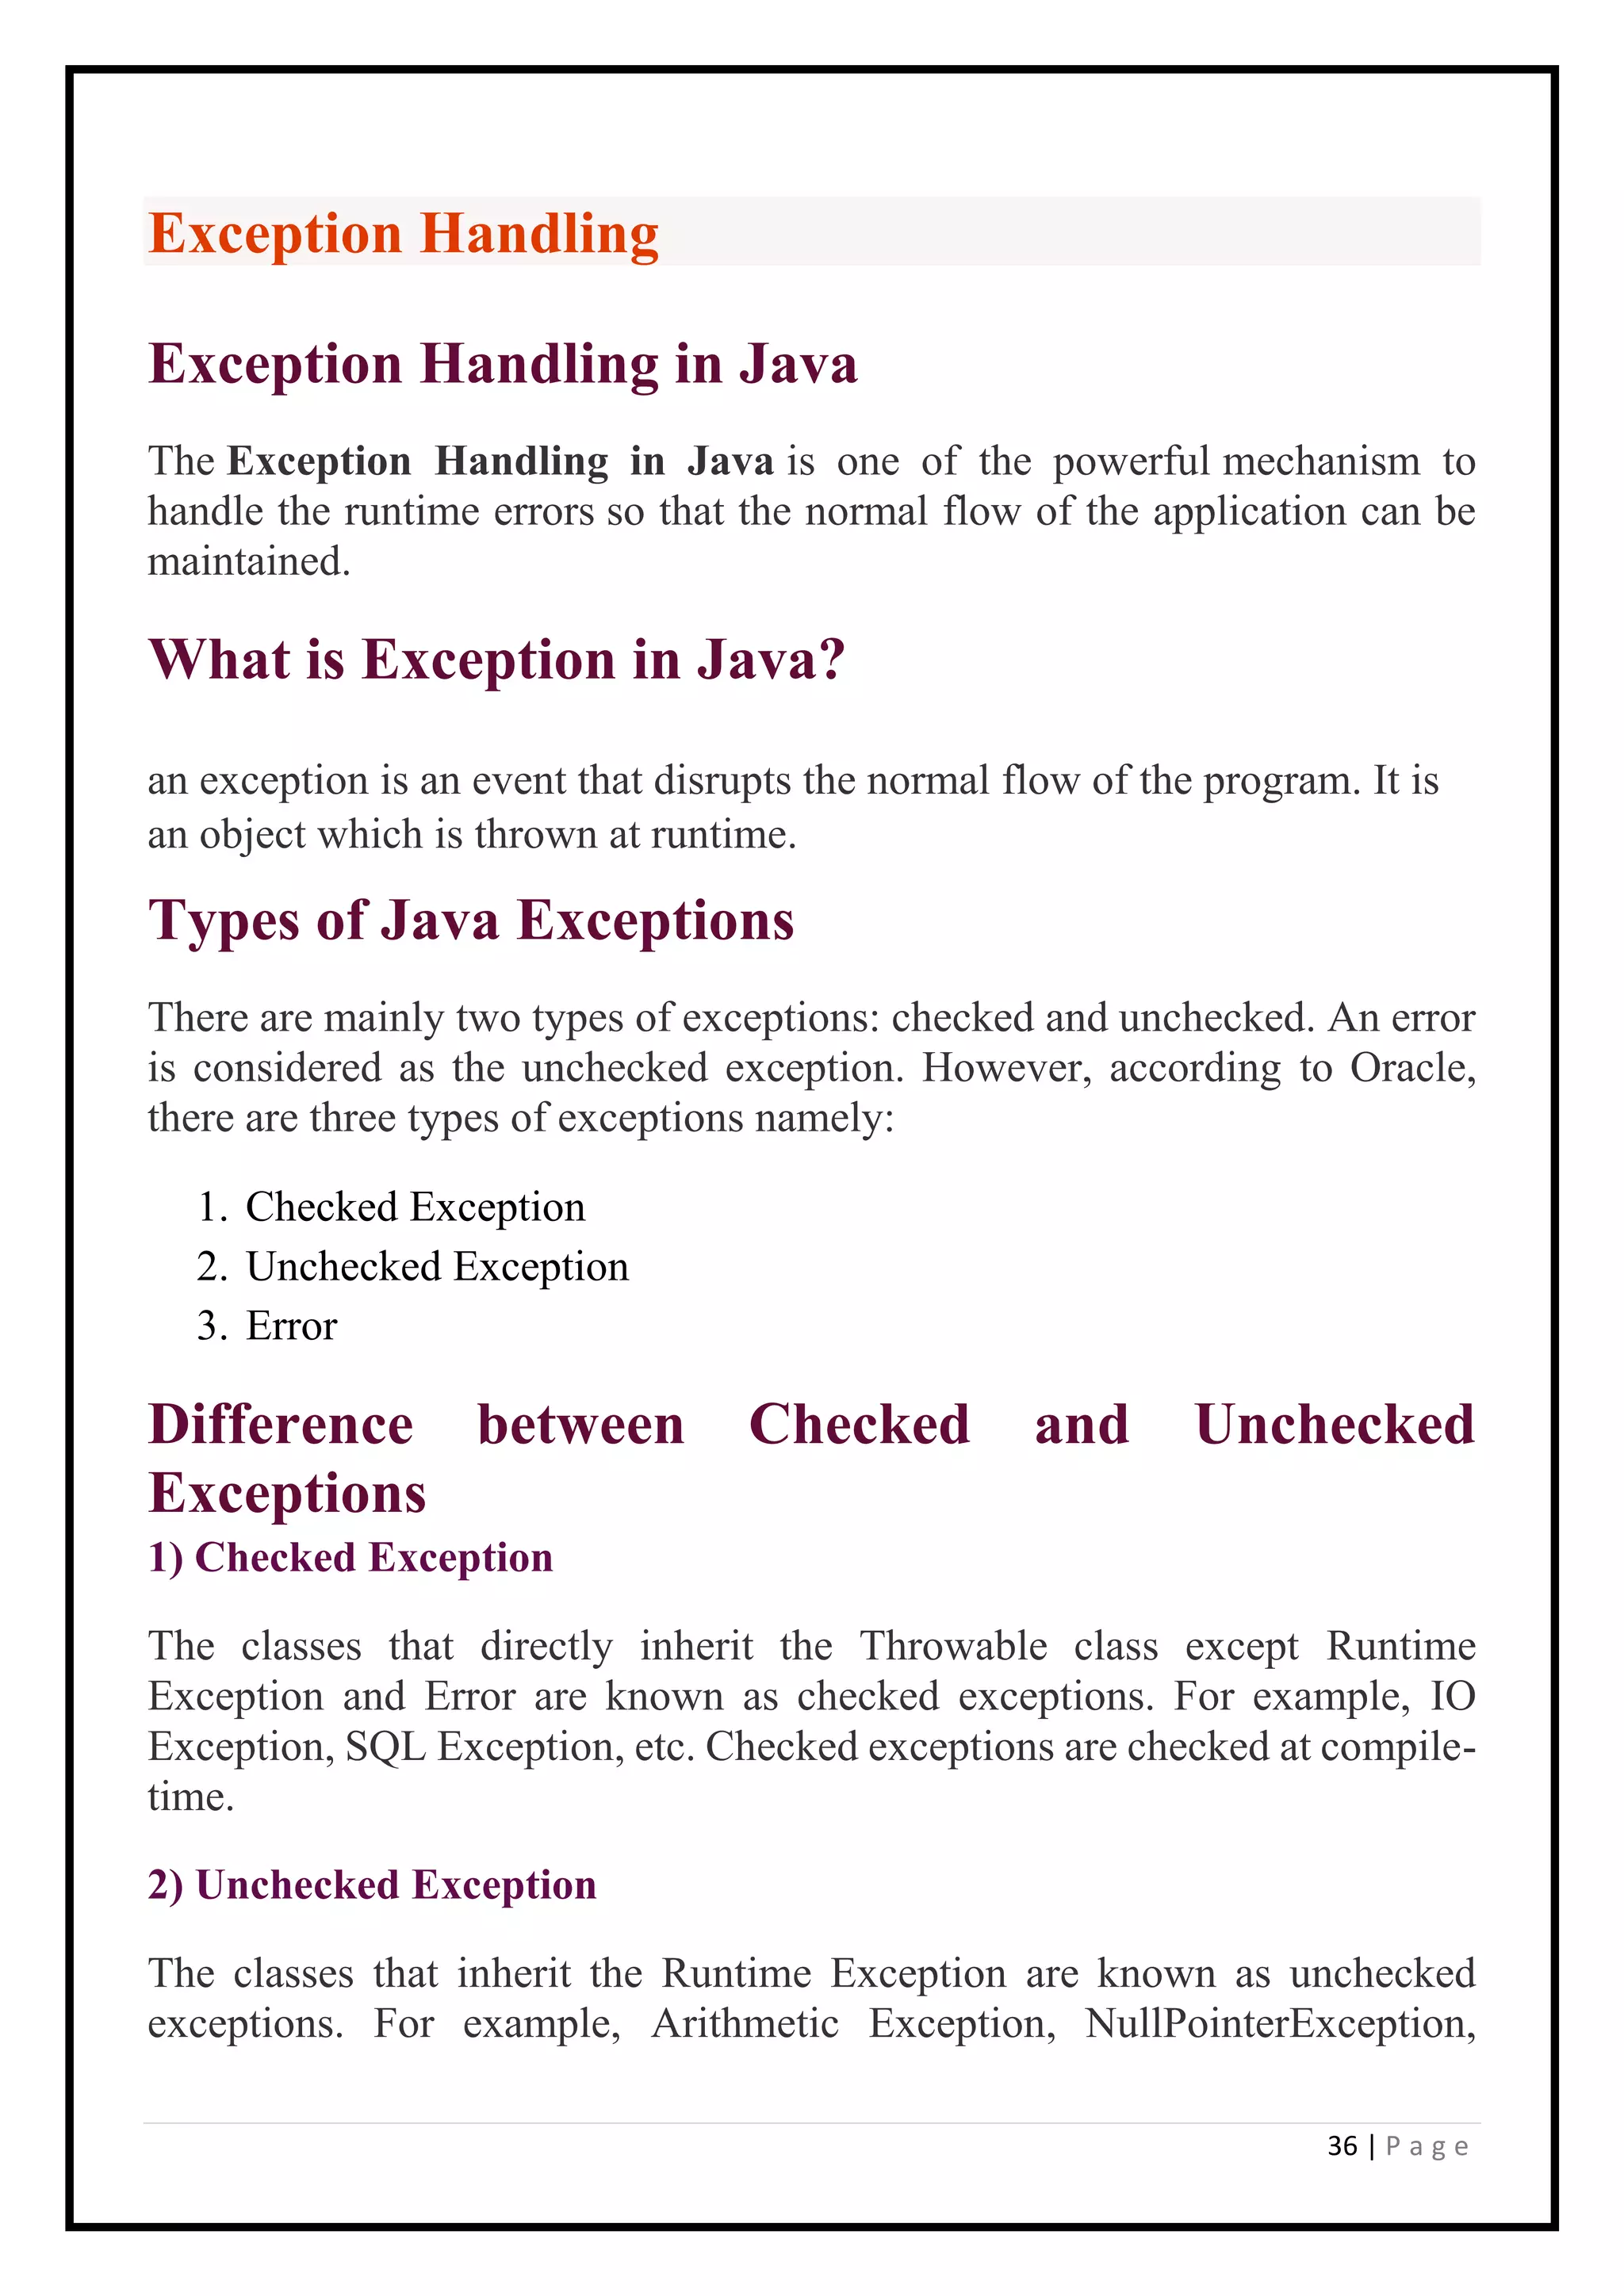 Exception Handling
Exception Handling in Java
The Exception Handling in Java is one of the powerful mechanism to
handle the runtime errors so that the normal flow of the application can be
maintained.
What is Exception in Java?
an exception is an event that disrupts the normal flow of the program. It is
an object which is thrown at runtime.
Types of Java Exceptions
There are mainly two types of exceptions: checked and unchecked. An error
is considered as the unchecked exception. However, according to Oracle,
there are three types of exceptions namely:
1. Checked Exception
2. Unchecked Exception
3. Error
Difference between Checked and Unchecked
Exceptions
1) Checked Exception
The classes that directly inherit the Throwable class except Runtime
Exception and Error are known as checked exceptions. For example, IO
Exception, SQL Exception, etc. Checked exceptions are checked at compile-
time.
2) Unchecked Exception
The classes that inherit the Runtime Exception are known as unchecked
exceptions. For example, Arithmetic Exception, NullPointerException,
36 | P a g e